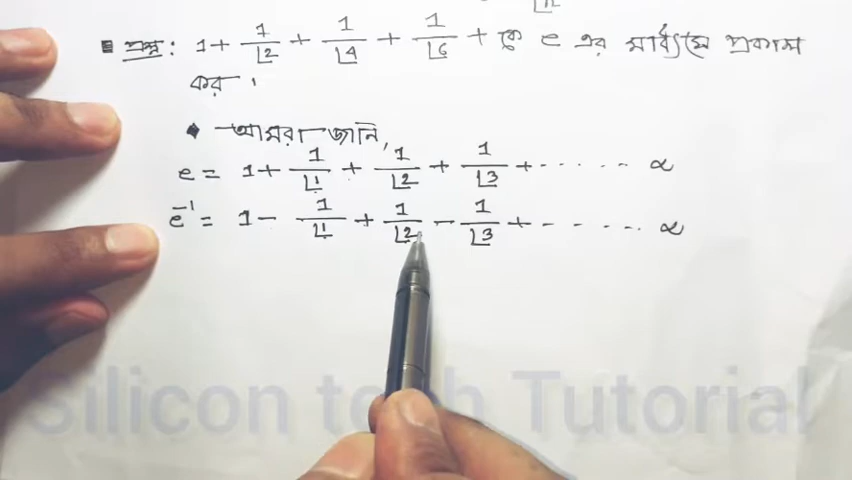 ▪ প্রশ্ন : 1 + 1/⌊2 + 1/⌊4 + 1/⌊6 + কে e এর মাধ্যমে প্রকাশ
কর ।
◆ আমরা জানি,
e = 1 + 1/⌊1 + 1/⌊2 + 1/⌊3 + ...... ∝
e⁻¹ = 1 - 1/⌊1 + 1/⌊2 - 1/⌊3 + - - - ... ∝
Silicon tech Tutorial